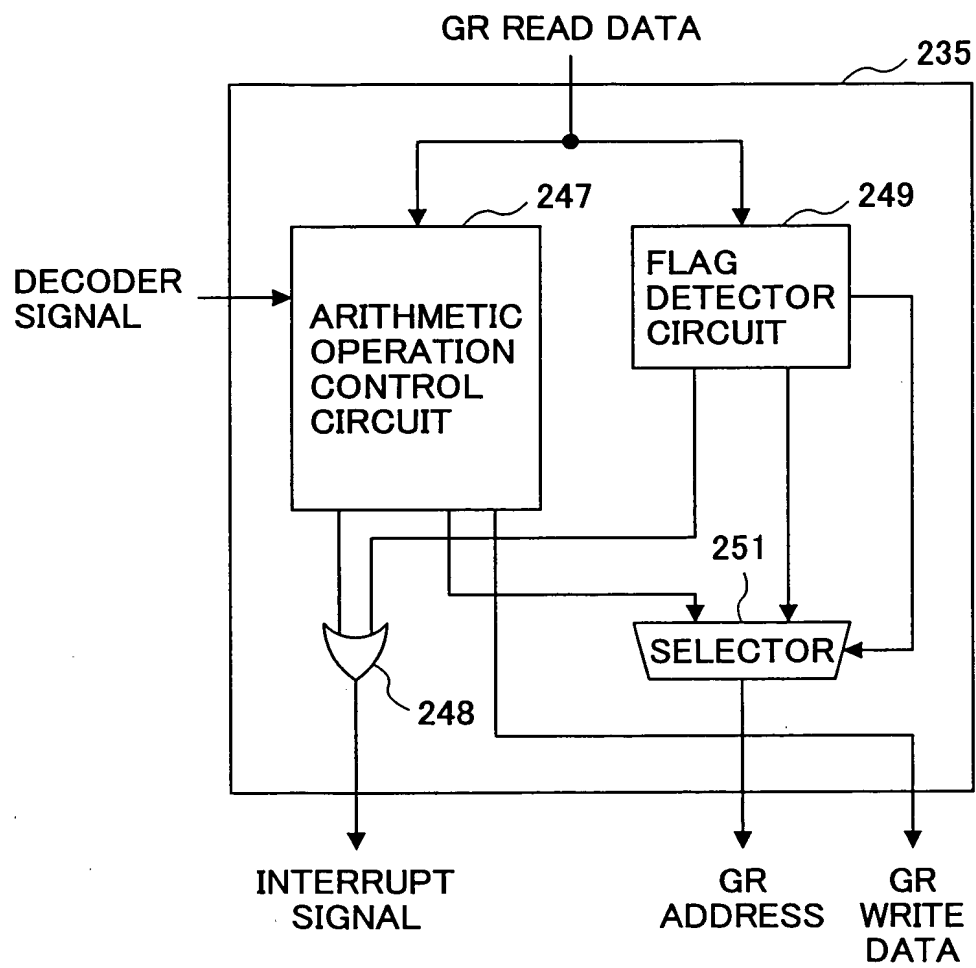 GR READ DATA
235
247
249
DECODER
SIGNAL
ARITHMETIC
OPERATION
CONTROL
CIRCUIT
FLAG
DETECTOR
CIRCUIT
251
SELECTOR
248
INTERRUPT
SIGNAL
GR
ADDRESS
GR
WRITE
DATA